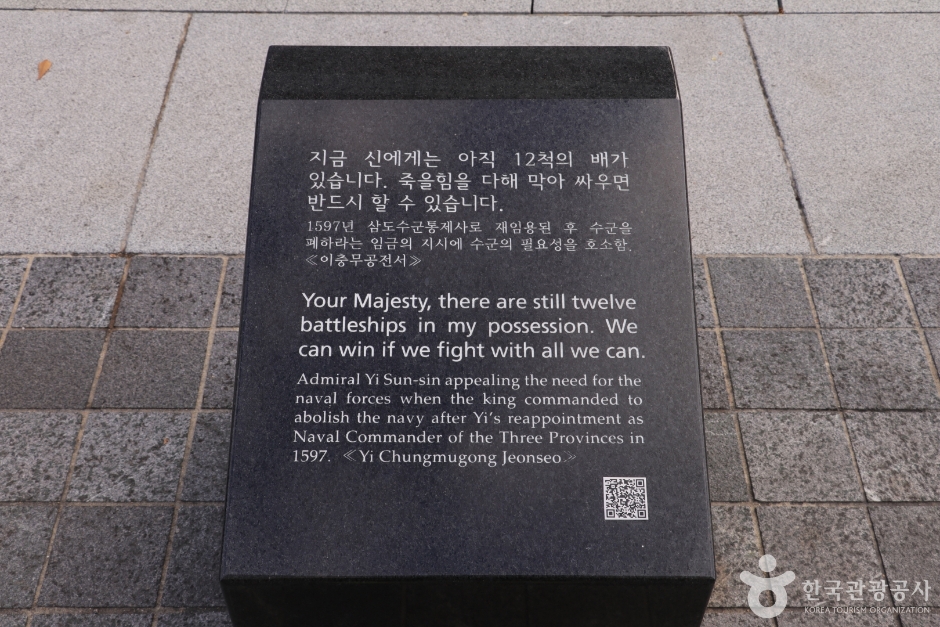 지금 신에게는 아직 12척의 배가
있습니다. 죽을힘을 다해 막아 싸우면
반드시 할 수 있습니다.
1597년 삼도수군통제사로 재임용된 후 수군을
폐하라는 임금의 지시에 수군의 필요성을 호소함.
≪이충무공전서≫
Your Majesty, there are still twelve
battleships in my possession. We
can win if we fight with all we can.
Admiral Yi Sun-sin appealing the need for the
naval forces when the king commanded to
abolish the navy after Yi's reappointment as
Naval Commander of the Three Provinces in
1597. ≪Yi Chungmugong Jeonseo≫
한국관광공사
KOREA TOURISM ORGANIZATION